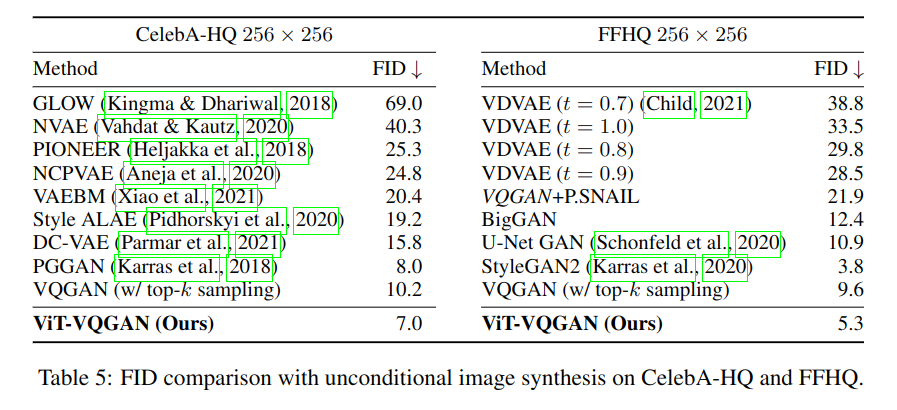 CelebA-HQ 256 × 256
Method FID ↓
GLOW (Kingma & Dhariwal, 2018) 69.0
NVAE (Vahdat & Kautz, 2020) 40.3
PIONEER (Heljakka et al., 2018) 25.3
NCPVAE (Aneja et al., 2020) 24.8
VAEBM (Xiao et al., 2021) 20.4
Style ALAE (Pidhorskyi et al., 2020) 19.2
DC-VAE (Parmar et al., 2021) 15.8
PGGAN (Karras et al., 2018) 8.0
VQGAN (w/ top-k sampling) 10.2
ViT-VQGAN (Ours) 7.0
FFHQ 256 × 256
Method FID ↓
VDVAE (t = 0.7) (Child, 2021) 38.8
VDVAE (t = 1.0) 33.5
VDVAE (t = 0.8) 29.8
VDVAE (t = 0.9) 28.5
VQGAN+P.SNAIL 21.9
BigGAN 12.4
U-Net GAN (Schonfeld et al., 2020) 10.9
StyleGAN2 (Karras et al., 2020) 3.8
VQGAN (w/ top-k sampling) 9.6
ViT-VQGAN (Ours) 5.3
Table 5: FID comparison with unconditional image synthesis on CelebA-HQ and FFHQ.